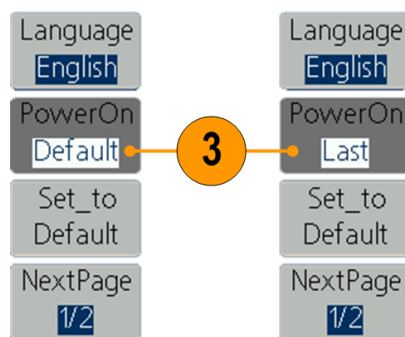 Language
English
PowerOn
Default
Set_to
Default
NextPage
1/2
3
Language
English
PowerOn
Last
Set_to
Default
NextPage
1/2